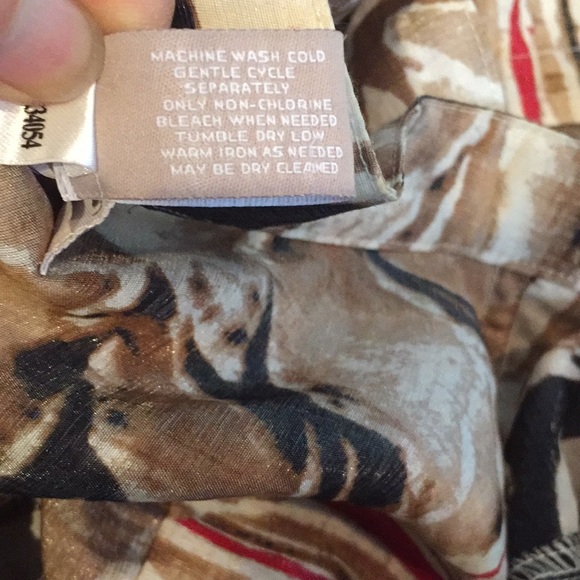 MACHINE WASH COLD
GENTLE CYCLE
SEPARATELY
ONLY NON-CHLORINE
BLEACH WHEN NEEDED
TUMBLE DRY LOW
WARM IRON AS NEEDED
MAY BE DRY CLEANED
34054